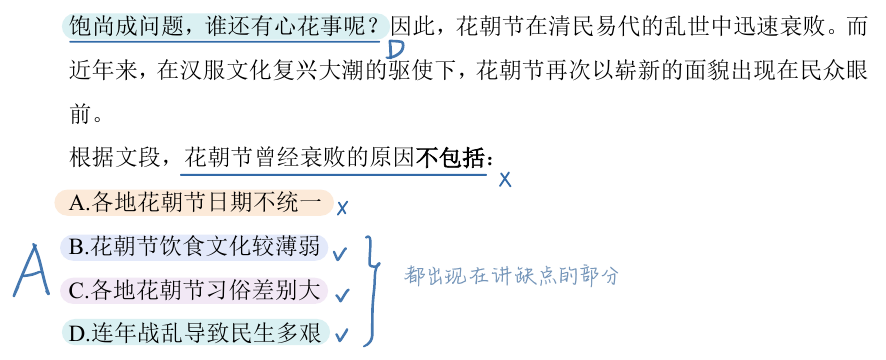 饱尚成问题，谁还有心花事呢？因此，花朝节在清民易代的乱世中迅速衰败。而
D
近年来，在汉服文化复兴大潮的驱使下，花朝节再次以崭新的面貌出现在民众眼
前。
根据文段，花朝节曾经衰败的原因不包括：
x
A.各地花朝节日期不统一 x
B.花朝节饮食文化较薄弱 ✓
A
都出现在讲缺点的部分
C.各地花朝节习俗差别大 ✓
D.连年战乱导致民生多艰 ✓